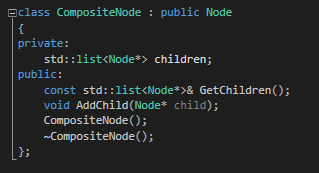 class CompositeNode : public Node
{
private:
    std::list<Node*> children;
public:
    const std::list<Node*>& GetChildren();
    void AddChild(Node* child);
    CompositeNode();
    ~CompositeNode();
};